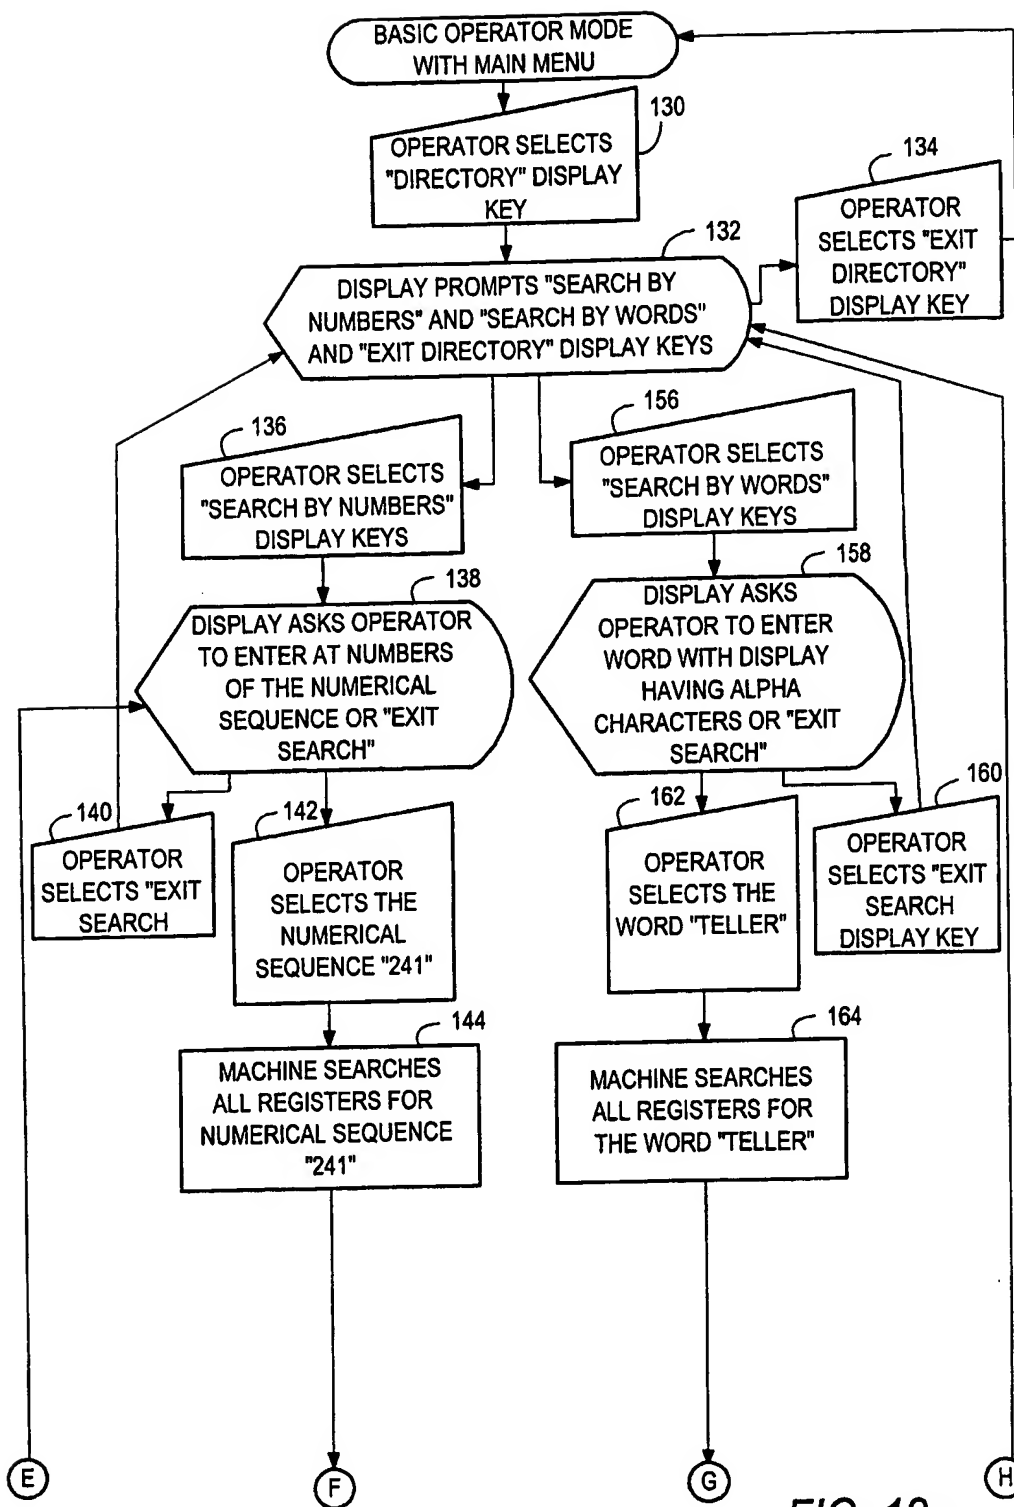 BASIC OPERATOR MODE
WITH MAIN MENU
130
OPERATOR SELECTS
"DIRECTORY" DISPLAY
KEY
134
OPERATOR
SELECTS "EXIT
DIRECTORY"
DISPLAY KEY
132
DISPLAY PROMPTS "SEARCH BY
NUMBERS" AND "SEARCH BY WORDS"
AND "EXIT DIRECTORY" DISPLAY KEYS
136
OPERATOR SELECTS
"SEARCH BY NUMBERS"
DISPLAY KEYS
156
OPERATOR SELECTS
"SEARCH BY WORDS"
DISPLAY KEYS
138
DISPLAY ASKS OPERATOR
TO ENTER AT NUMBERS
OF THE NUMERICAL
SEQUENCE OR "EXIT
SEARCH"
158
DISPLAY ASKS
OPERATOR TO ENTER
WORD WITH DISPLAY
HAVING ALPHA
CHARACTERS OR "EXIT
SEARCH"
140
OPERATOR
SELECTS "EXIT
SEARCH
142
OPERATOR
SELECTS THE
NUMERICAL
SEQUENCE "241"
162
OPERATOR
SELECTS THE
WORD "TELLER"
160
OPERATOR
SELECTS "EXIT
SEARCH
DISPLAY KEY
144
MACHINE SEARCHES
ALL REGISTERS FOR
NUMERICAL SEQUENCE
"241"
164
MACHINE SEARCHES
ALL REGISTERS FOR
THE WORD "TELLER"
E
F
G
H